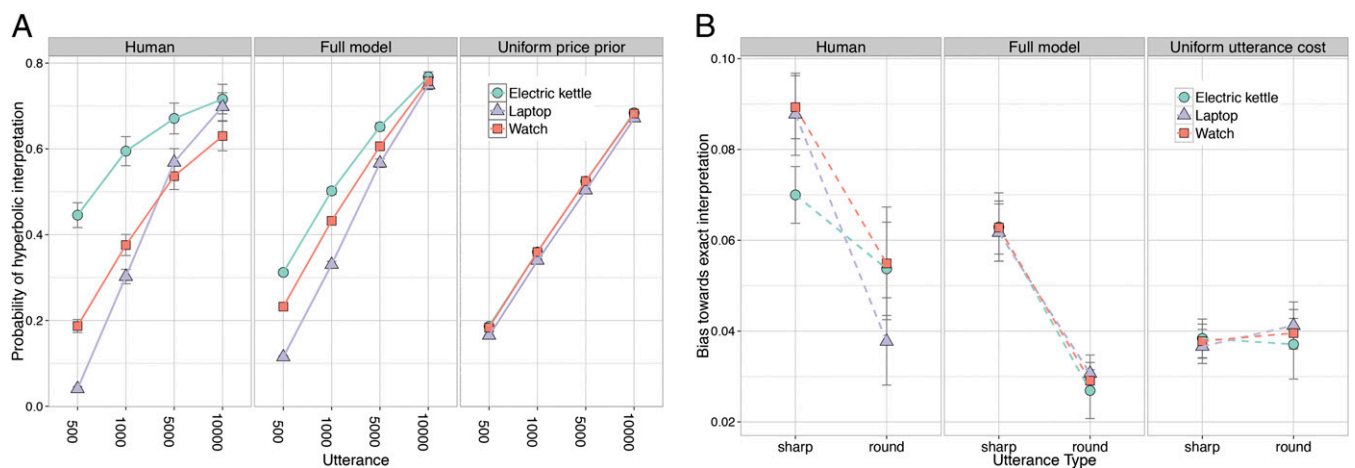 A
Human
Full model
Uniform price prior
Probability of hyperbolic interpretation
0.8
0.6
0.4
0.2
0.0
Electric kettle
Laptop
Watch
500
1000
5000
10000
500
1000
5000
10000
500
1000
5000
10000
Utterance
B
Human
Full model
Uniform utterance cost
Bias towards exact interpretation
0.10
0.08
0.06
0.04
0.02
Electric kettle
Laptop
Watch
sharp
round
sharp
round
sharp
round
Utterance Type